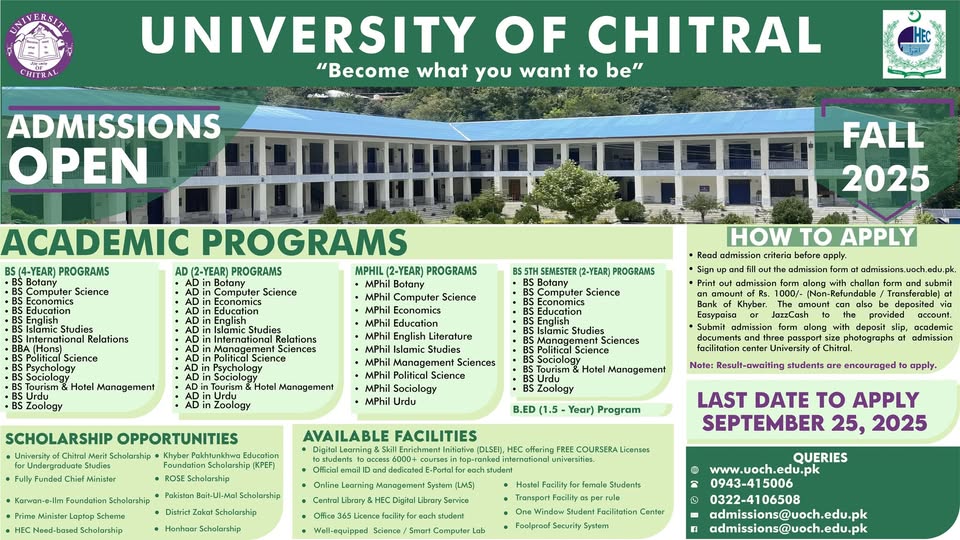 UNIVERSITY OF CHITRAL
“Become what you want to be”
UNIVERSITY
OF
CHITRAL
HEC
ADMISSIONS
OPEN
FALL
2025
ACADEMIC PROGRAMS
BS (4-YEAR) PROGRAMS
• BS Botany
• BS Computer Science
• BS Economics
• BS Education
• BS English
• BS Islamic Studies
• BS International Relations
• BBA (Hons)
• BS Political Science
• BS Psychology
• BS Sociology
• BS Tourism & Hotel Management
• BS Urdu
• BS Zoology
AD (2-YEAR) PROGRAMS
• AD in Botany
• AD in Computer Science
• AD in Economics
• AD in Education
• AD in English
• AD in Islamic Studies
• AD in International Relations
• AD in Management Sciences
• AD in Political Science
• AD in Psychology
• AD in Sociology
• AD in Tourism & Hotel Management
• AD in Urdu
• AD in Zoology
MPHIL (2-YEAR) PROGRAMS
• MPhil Botany
• MPhil Computer Science
• MPhil Economics
• MPhil Education
• MPhil English Literature
• MPhil Islamic Studies
• MPhil Management Sciences
• MPhil Political Science
• MPhil Sociology
• MPhil Urdu
BS 5TH SEMESTER (2-YEAR) PROGRAMS
• BS Botany
• BS Computer Science
• BS Economics
• BS Education
• BS English
• BS Islamic Studies
• BS Management Sciences
• BS Political Science
• BS Sociology
• BS Tourism & Hotel Management
• BS Urdu
• BS Zoology
B.ED (1.5 - Year) Program
HOW TO APPLY
• Read admission criteria before apply.
• Sign up and fill out the admission form at admissions.uoch.edu.pk.
• Print out admission form along with challan form and submit
an amount of Rs. 1000/- (Non-Refundable / Transferable) at
Bank of Khyber. The amount can also be deposited via
Easypaisa or JazzCash to the provided account.
• Submit admission form along with deposit slip, academic
documents and three passport size photographs at admission
facilitation center University of Chitral.
Note: Result-awaiting students are encouraged to apply.
LAST DATE TO APPLY
SEPTEMBER 25, 2025
SCHOLARSHIP OPPORTUNITIES
• University of Chitral Merit Scholarship
for Undergraduate Studies
• Fully Funded Chief Minister
• Karwan-e-Ilm Foundation Scholarship
• Prime Minister Laptop Scheme
• HEC Need-based Scholarship
• Khyber Pakhtunkhwa Education
Foundation Scholarship (KPEF)
• ROSE Scholarship
• Pakistan Bait-Ul-Mal Scholarship
• District Zakat Scholarship
• Honhaar Scholarship
AVAILABLE FACILITIES
• Digital Learning & Skill Enrichment Initiative (DLSEI), HEC offering FREE COURSERA Licenses
to students to access 6000+ courses in top-ranked international universities.
• Official email ID and dedicated E-Portal for each student
• Online Learning Management System (LMS)
• Central Library & HEC Digital Library Service
• Office 365 Licence facility for each student
• Well-equipped Science / Smart Computer Lab
• Hostel Facility for female Students
• Transport Facility as per rule
• One Window Student Facilitation Center
• Foolproof Security System
QUERIES
www.uoch.edu.pk
0943-415006
0322-4106508
admissions@uoch.edu.pk
admissions@uoch.edu.pk